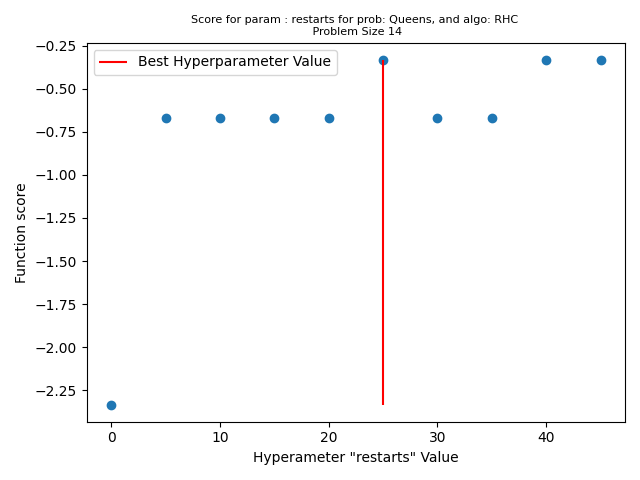 Score for param : restarts for prob: Queens, and algo: RHC
Problem Size 14
Best Hyperparameter Value
−0.25
−0.50
−0.75
−1.00
−1.25
−1.50
−1.75
−2.00
−2.25
Function score
0 10 20 30 40
Hyperameter "restarts" Value